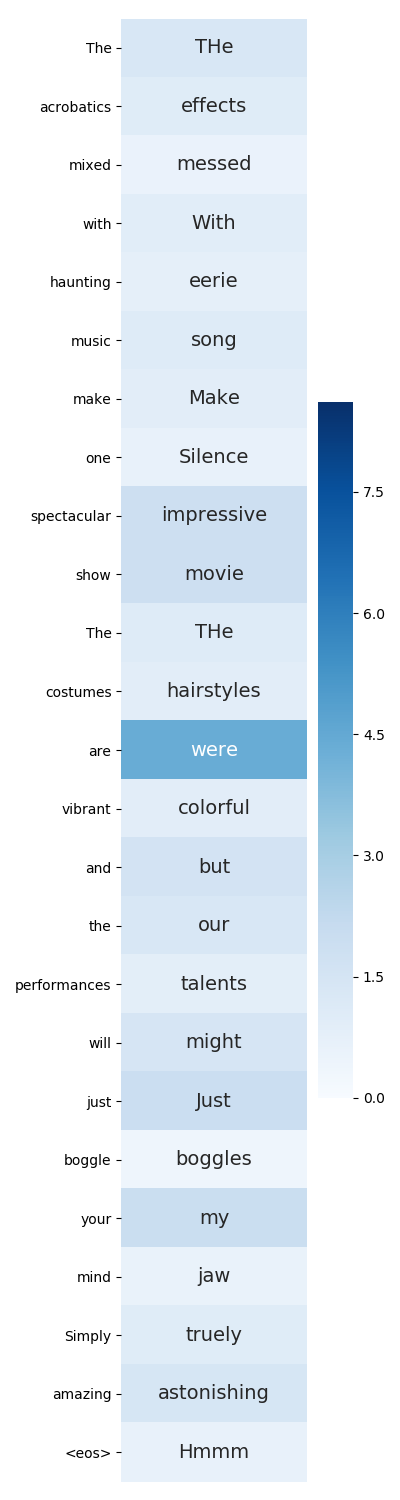 The THe
acrobatics effects
mixed messed
with With
haunting eerie
music song
make Make
one Silence
spectacular impressive
show movie
The THe
costumes hairstyles
are were
vibrant colorful
and but
the our
performances talents
will might
just Just
boggle boggles
your my
mind jaw
Simply truely
amazing astonishing
<eos> Hmmm
7.5
6.0
4.5
3.0
1.5
0.0